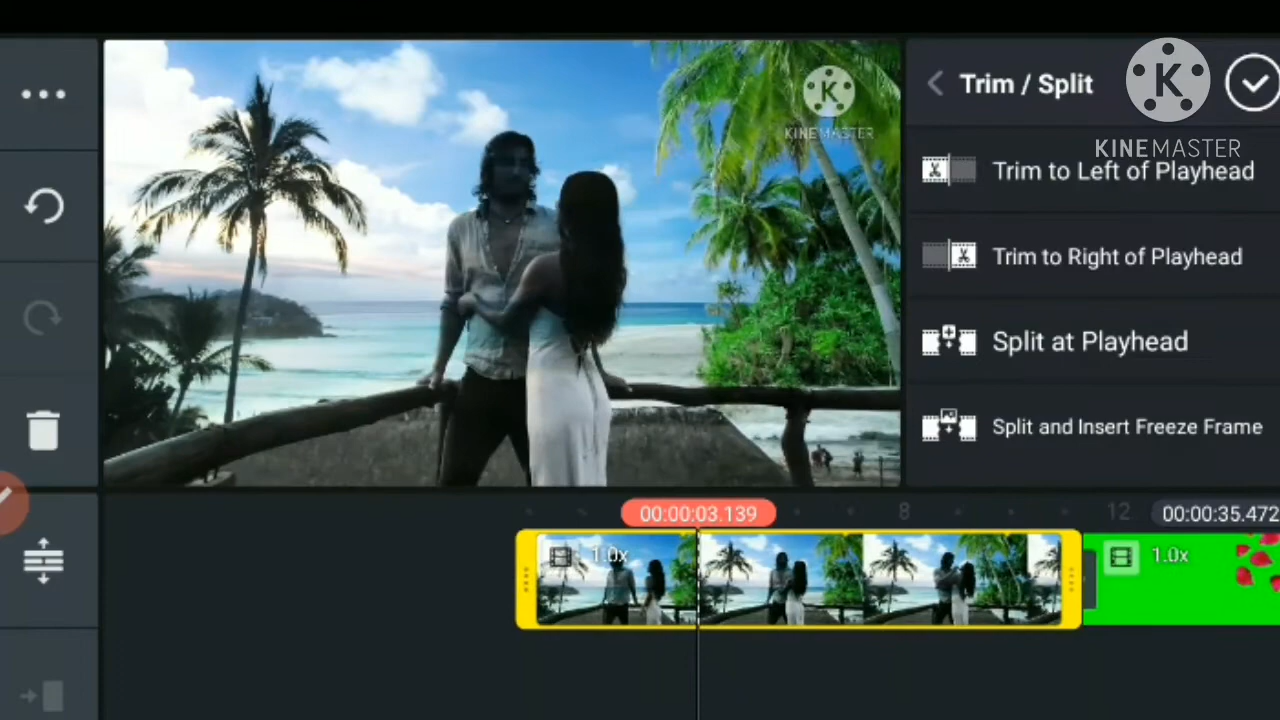 KINEMASTER
Trim / Split
KINEMASTER
Trim to Left of Playhead
Trim to Right of Playhead
Split at Playhead
Split and Insert Freeze Frame
00:00:03.139
8
12
00:00:35.472
1.0x
1.0x